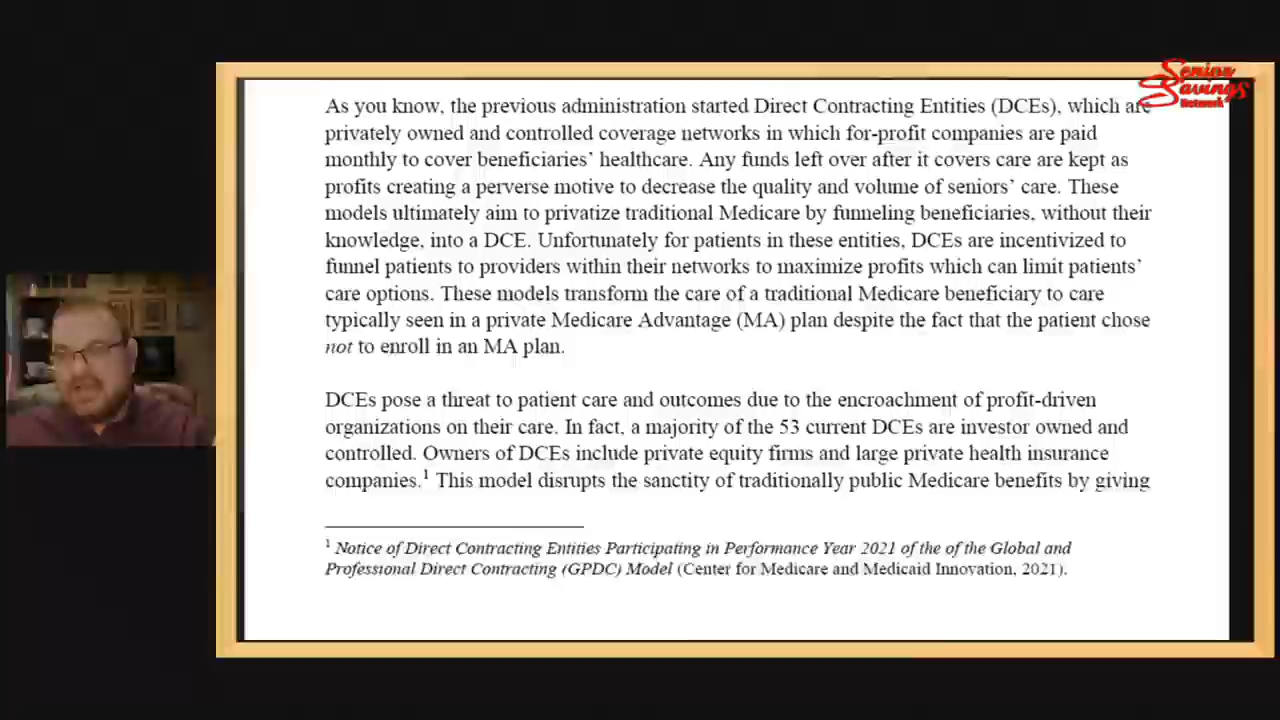 Senior
Savings
Network
As you know, the previous administration started Direct Contracting Entities (DCEs), which are
privately owned and controlled coverage networks in which for-profit companies are paid
monthly to cover beneficiaries’ healthcare. Any funds left over after it covers care are kept as
profits creating a perverse motive to decrease the quality and volume of seniors’ care. These
models ultimately aim to privatize traditional Medicare by funneling beneficiaries, without their
knowledge, into a DCE. Unfortunately for patients in these entities, DCEs are incentivized to
funnel patients to providers within their networks to maximize profits which can limit patients’
care options. These models transform the care of a traditional Medicare beneficiary to care
typically seen in a private Medicare Advantage (MA) plan despite the fact that the patient chose
not to enroll in an MA plan.
DCEs pose a threat to patient care and outcomes due to the encroachment of profit-driven
organizations on their care. In fact, a majority of the 53 current DCEs are investor owned and
controlled. Owners of DCEs include private equity firms and large private health insurance
companies.¹ This model disrupts the sanctity of traditionally public Medicare benefits by giving
¹ Notice of Direct Contracting Entities Participating in Performance Year 2021 of the of the Global and
Professional Direct Contracting (GPDC) Model (Center for Medicare and Medicaid Innovation, 2021).